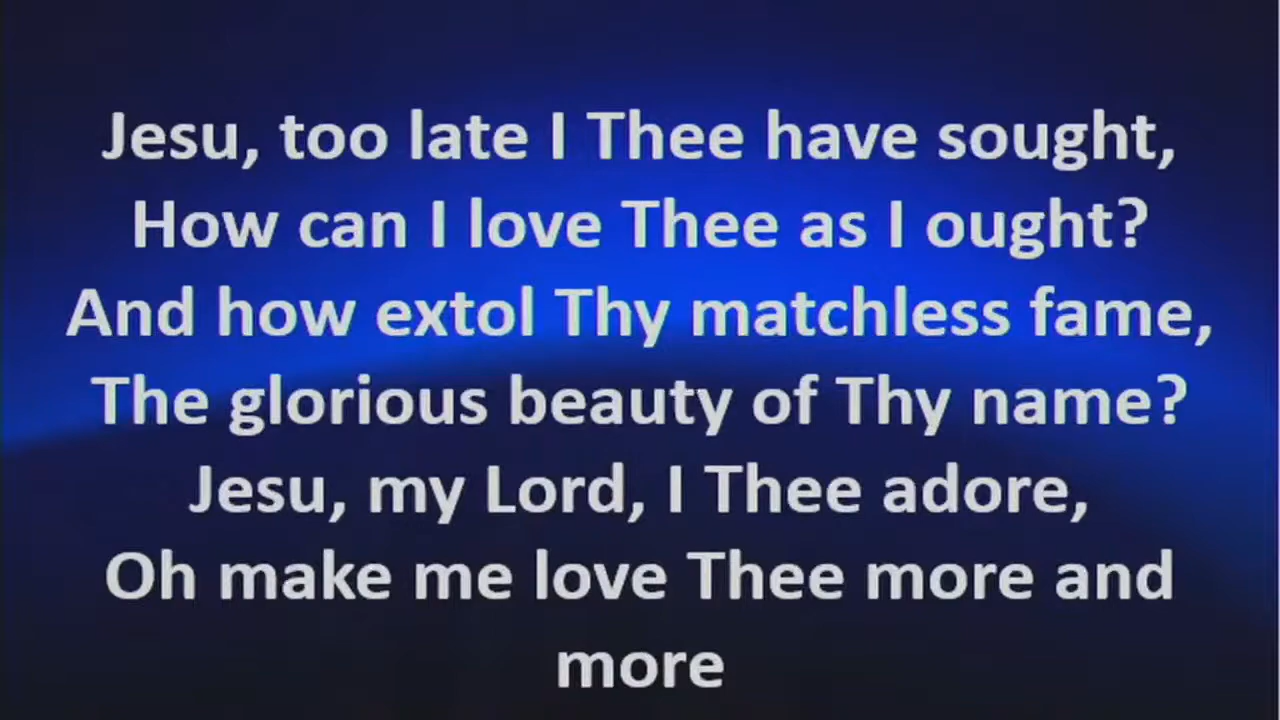 Jesu, too late I Thee have sought,
How can I love Thee as I ought?
And how extol Thy matchless fame,
The glorious beauty of Thy name?
Jesu, my Lord, I Thee adore,
Oh make me love Thee more and
more